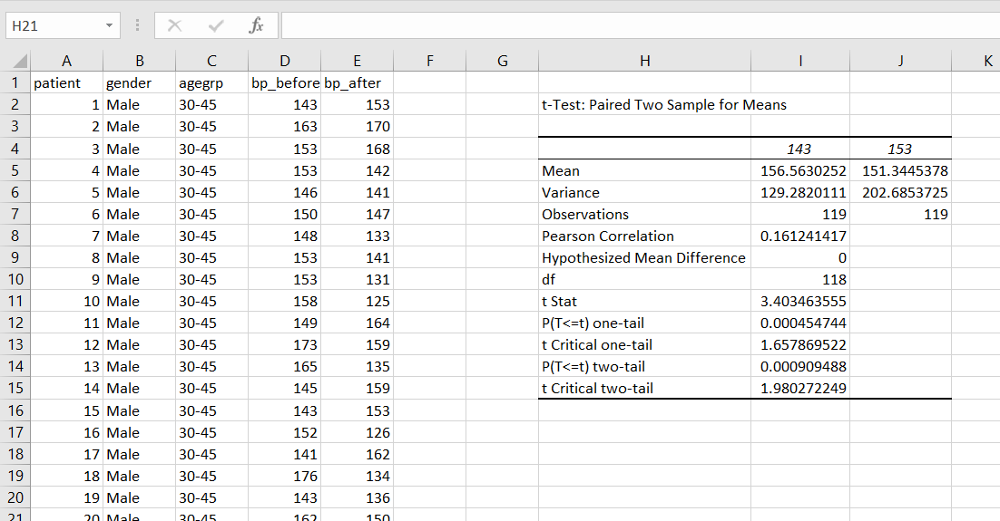 H21 fx
A B C D E F G H I J K
1 patient gender agegrp bp_before bp_after
2 1 Male 30-45 143 153 t-Test: Paired Two Sample for Means
3 2 Male 30-45 163 170
4 3 Male 30-45 153 168 143 153
5 4 Male 30-45 153 142 Mean 156.5630252 151.3445378
6 5 Male 30-45 146 141 Variance 129.2820111 202.6853725
7 6 Male 30-45 150 147 Observations 119 119
8 7 Male 30-45 148 133 Pearson Correlation 0.161241417
9 8 Male 30-45 153 141 Hypothesized Mean Difference 0
10 9 Male 30-45 153 131 df 118
11 10 Male 30-45 158 125 t Stat 3.403463555
12 11 Male 30-45 149 164 P(T<=t) one-tail 0.000454744
13 12 Male 30-45 173 159 t Critical one-tail 1.657869522
14 13 Male 30-45 165 135 P(T<=t) two-tail 0.000909488
15 14 Male 30-45 145 159 t Critical two-tail 1.980272249
16 15 Male 30-45 143 153
17 16 Male 30-45 152 126
18 17 Male 30-45 141 162
19 18 Male 30-45 176 134
20 19 Male 30-45 143 136
21 20 Male 30-45 162 150